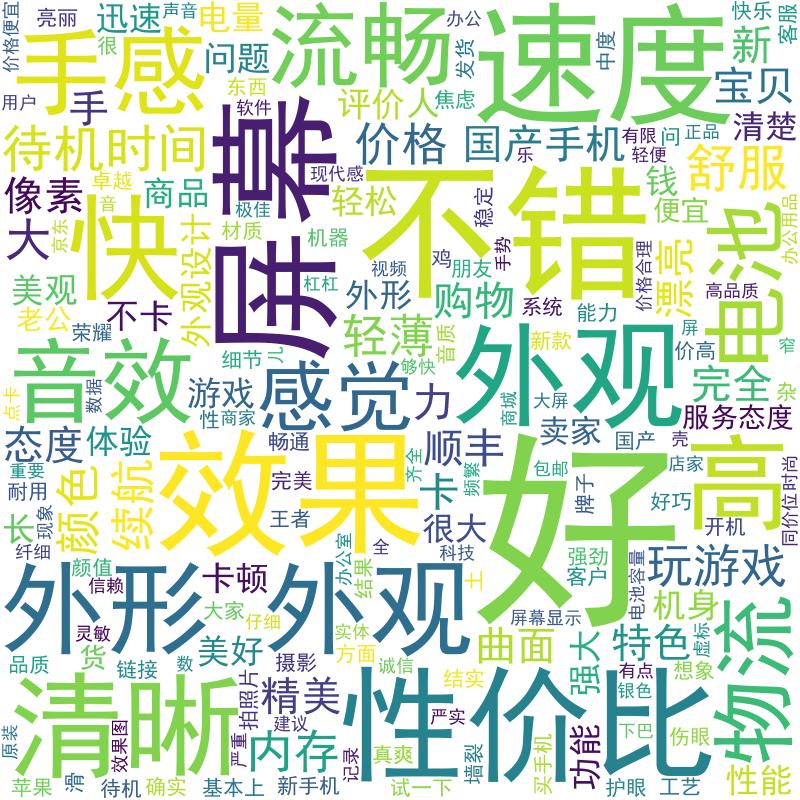 价格便宜
亮丽
迅速
声音
电量
流畅
速度
办公
快乐
客服
新
很
手感
问题
发货
中度
宝贝
用户
手
东西
软件
评价人
焦虑
清楚
待机时间
屏幕
价格
国产手机
有限
问
正品
轻便
乐
舒服
现代感
像素
卓越
商品
不错
钱
便宜
轻松
稳定
快
大
音
京东
极佳
材质
机器
外观设计
鸡
手势
价格合理
漂亮
电池
办公用品
视频
朋友
美观
杠杠
外形
购物
系统
能力
高品质
不卡
老公
荣耀
轻薄
音质
新款
屏
价高
细节
儿
够快
外观
音效
感觉
点卡
数据
游戏
力
商城
大屏
完全
杂
性
商家
服务态度
态度
体验
畅通
顺丰
卖家
国产
壳
效果
齐全
频繁
好
高
重要
耐用
颜色
续航
完美
卡
包邮
牌子
店家
好巧
同价位
时尚
长
现象
王者
很大
开机
纤细
颜值
办公室
全
科技
强劲
电池容量
玩游戏
信赖
卡顿
结果
土
客户
外形外观
大家
仔细
屏幕显示
机身
灵敏
实体
曲面
特色
虚标
物流
品质
货
链接
数
美好
摄影
方面
诚信
结实
强大
有点
想象
清晰
拍照片
精美
性价比
银色
原装
效果图
严重
建议
严实
功能
下巴
伤眼
内存
记录
真爽
墙裂
买手机
性能
苹果
滑
待机
确实
基本上
新手机
试一下
护眼
工艺